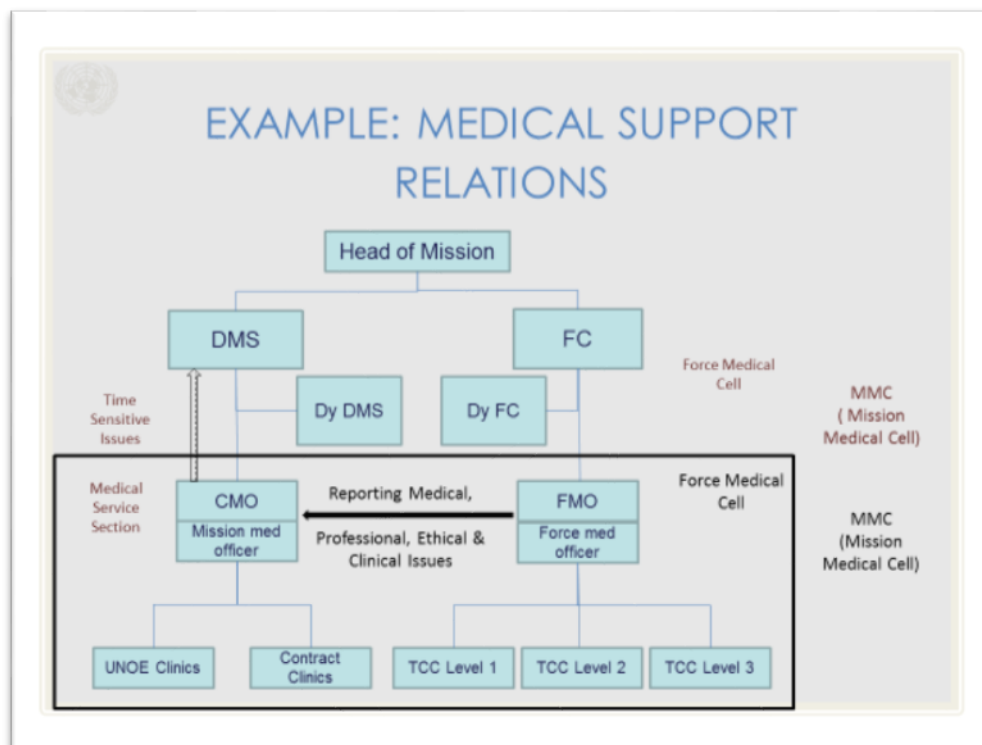 EXAMPLE: MEDICAL SUPPORT
RELATIONS
Head of Mission
DMS
FC
Dy DMS
Dy FC
Force Medical
Cell
MMC
( Mission
Medical Cell)
Time
Sensitive
Issues
Medical
Service
Section
CMO
Mission med
officer
Reporting Medical,
Professional, Ethical &
Clinical Issues
FMO
Force med
officer
Force Medical
Cell
MMC
(Mission
Medical Cell)
UNOE Clinics
Contract
Clinics
TCC Level 1
TCC Level 2
TCC Level 3